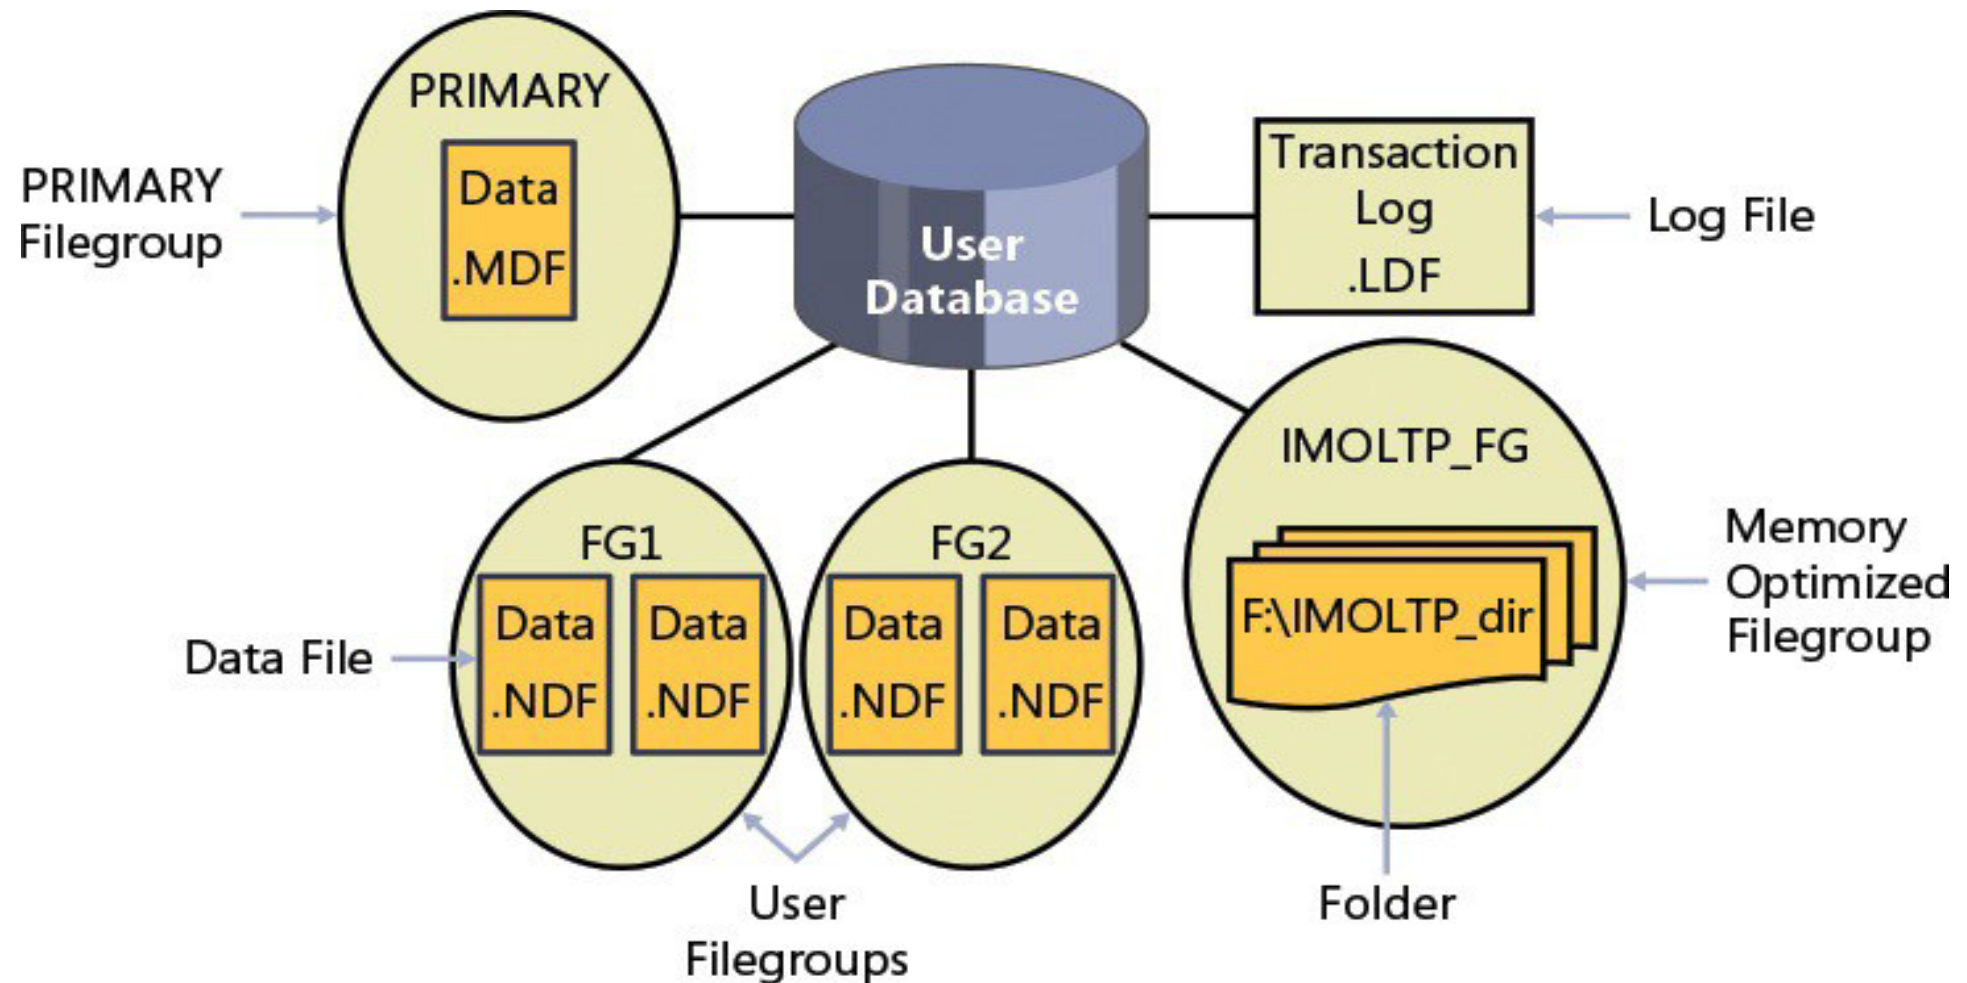 PRIMARY
Data
.MDF
PRIMARY
Filegroup
User
Database
Transaction
Log
.LDF
Log File
FG1
Data
.NDF
Data
.NDF
Data File
FG2
Data
.NDF
Data
.NDF
User
Filegroups
IMOLTP_FG
F:\IMOLTP_dir
Memory
Optimized
Filegroup
Folder